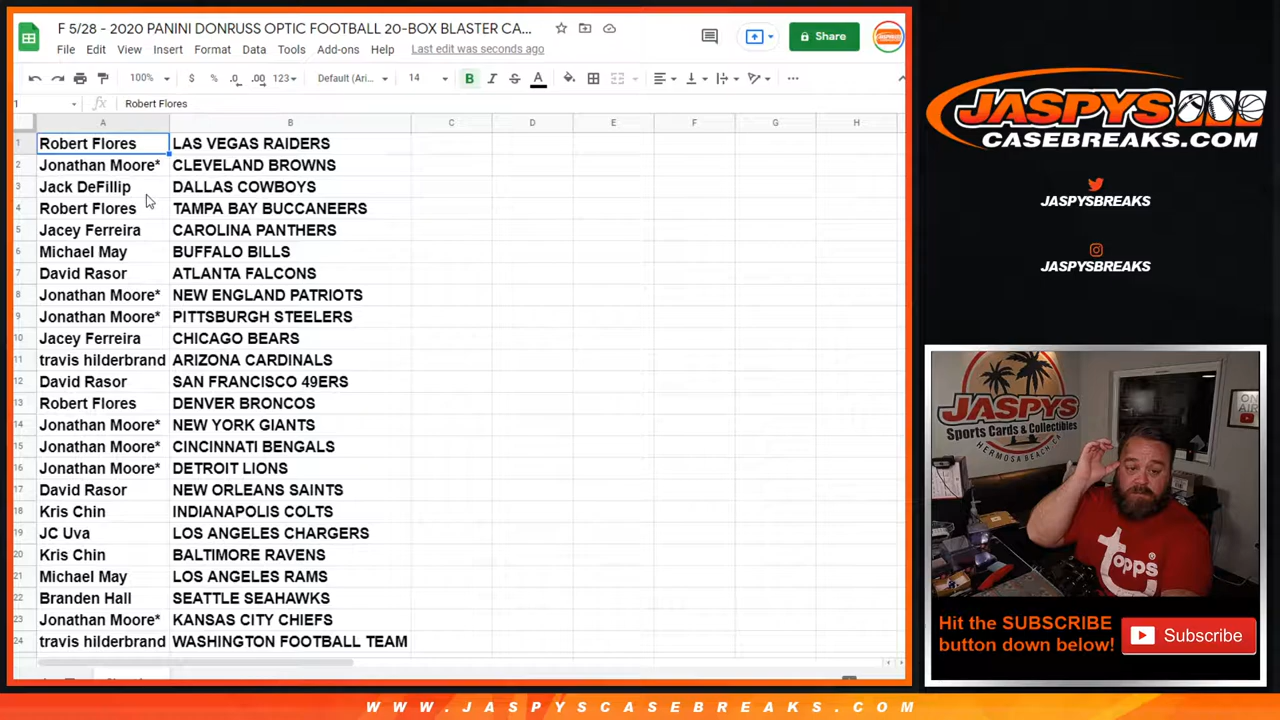 F 5/28 - 2020 PANINI DONRUSS OPTIC FOOTBALL 20-BOX BLASTER CA...
File Edit View Insert Format Data Tools Add-ons Help Last edit was seconds ago
Share
100% $ % .0 .00 123 Default (Ari... 14 B I S A
1 fx Robert Flores
A B C D E F G H
1 Robert Flores LAS VEGAS RAIDERS
2 Jonathan Moore* CLEVELAND BROWNS
3 Jack DeFillip DALLAS COWBOYS
4 Robert Flores TAMPA BAY BUCCANEERS
5 Jacey Ferreira CAROLINA PANTHERS
6 Michael May BUFFALO BILLS
7 David Rasor ATLANTA FALCONS
8 Jonathan Moore* NEW ENGLAND PATRIOTS
9 Jonathan Moore* PITTSBURGH STEELERS
10 Jacey Ferreira CHICAGO BEARS
11 travis hilderbrand ARIZONA CARDINALS
12 David Rasor SAN FRANCISCO 49ERS
13 Robert Flores DENVER BRONCOS
14 Jonathan Moore* NEW YORK GIANTS
15 Jonathan Moore* CINCINNATI BENGALS
16 Jonathan Moore* DETROIT LIONS
17 David Rasor NEW ORLEANS SAINTS
18 Kris Chin INDIANAPOLIS COLTS
19 JC Uva LOS ANGELES CHARGERS
20 Kris Chin BALTIMORE RAVENS
21 Michael May LOS ANGELES RAMS
22 Branden Hall SEATTLE SEAHAWKS
23 Jonathan Moore* KANSAS CITY CHIEFS
24 travis hilderbrand WASHINGTON FOOTBALL TEAM
JASPYS
CASEBREAKS.COM
JASPYSBREAKS
JASPYSBREAKS
JASPYS
Sports Cards & Collectibles
HERMOSA BEACH CA
ON
AIR
topps
Hit the SUBSCRIBE
button down below!
Subscribe
WWW.JASPYSCASEBREAKS.COM